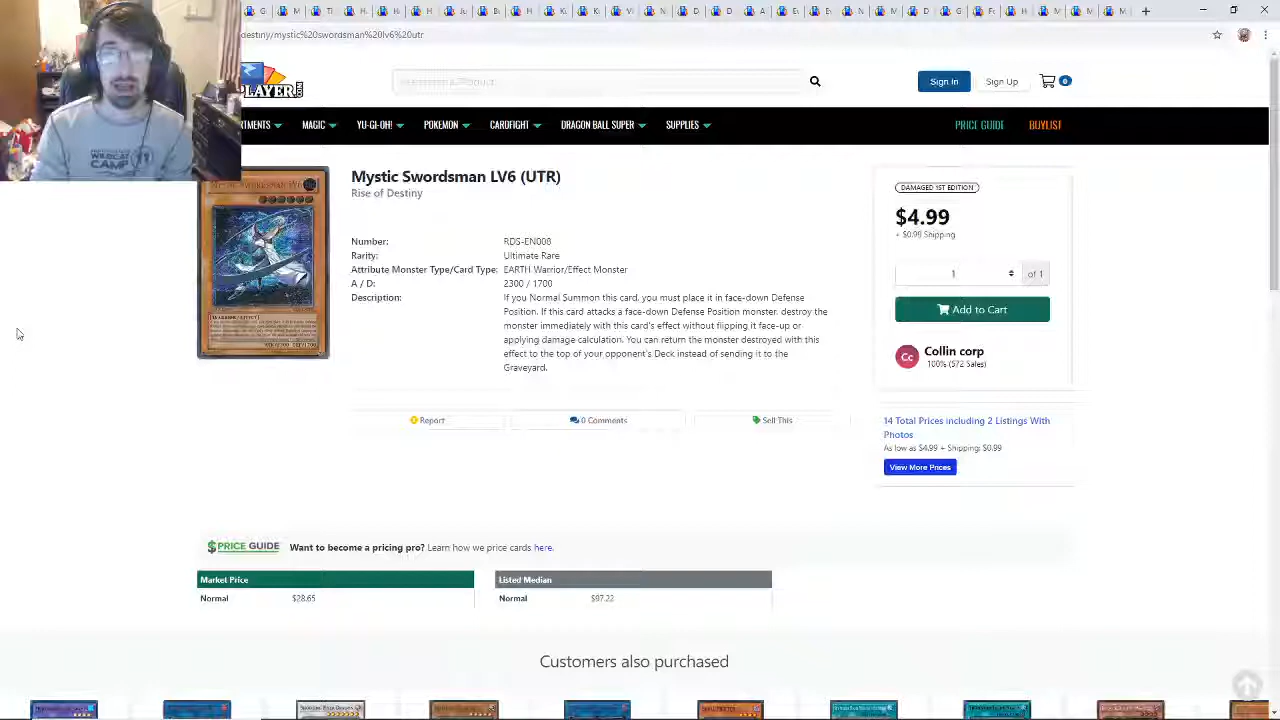 destiny/mystic%20swordsman%20lv6%20utr
PLAYER
Sign In
Sign Up
0
RTMENTS
MAGIC
YU-GI-OH!
POKEMON
CARDFIGHT
DRAGON BALL SUPER
SUPPLIES
PRICE GUIDE
BUYLIST
WILDCAT
CAMP
Mystic Swordsman LV6 (UTR)
Rise of Destiny
Number: RDS-EN008
Rarity: Ultimate Rare
Attribute Monster Type/Card Type: EARTH Warrior/Effect Monster
A / D: 2300 / 1700
Description: If you Normal Summon this card, you must place it in face-down Defense
Position. If this card attacks a face-down Defense Position monster, destroy the
monster immediately with this card's effect without flipping it face-up or
applying damage calculation. You can return the monster destroyed with this
effect to the top of your opponent's Deck instead of sending it to the
Graveyard.
Report
0 Comments
Sell This
DAMAGED 1ST EDITION
$4.99
+ $0.99 Shipping
1
of 1
Add to Cart
Cc
Collin corp
100% (572 Sales)
14 Total Prices including 2 Listings With
Photos
As low as $4.99 + Shipping: $0.99
View More Prices
$PRICE GUIDE Want to become a pricing pro? Learn how we price cards here.
Market Price
Normal $28.65
Listed Median
Normal $97.22
Customers also purchased